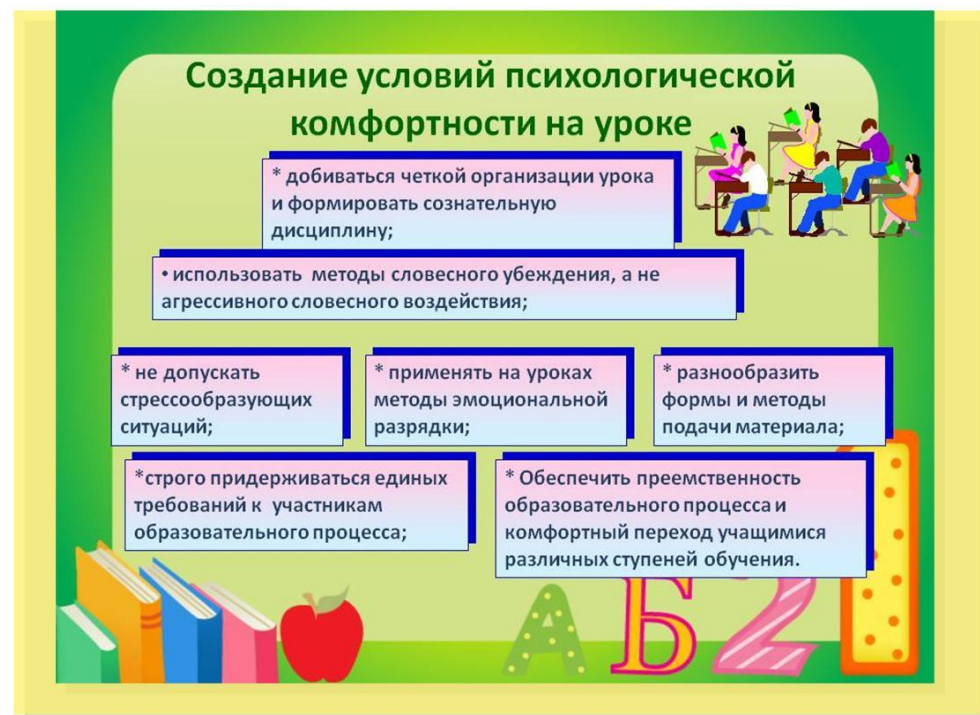 Создание условий психологической
комфортности на уроке
* добиваться четкой организации урока
и формировать сознательную
дисциплину;
• использовать методы словесного убеждения, а не
агрессивного словесного воздействия;
* не допускать
стрессообразующих
ситуаций;
* применять на уроках
методы эмоциональной
разрядки;
* разнообразить
формы и методы
подачи материала;
*строго придерживаться единых
требований к участникам
образовательного процесса;
* Обеспечить преемственность
образовательного процесса и
комфортный переход учащимися
различных ступеней обучения.
А Б 2 1